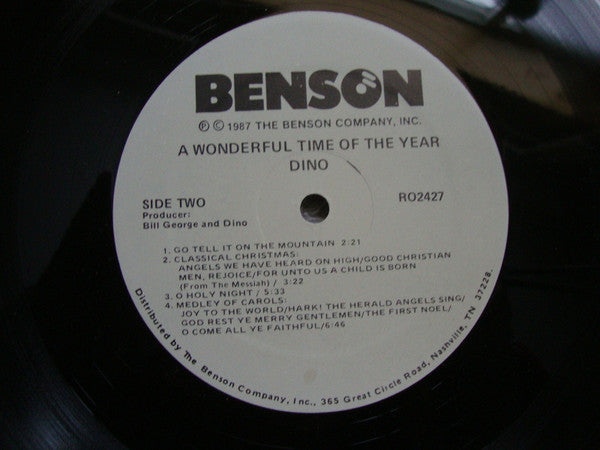 BENSON
℗ © 1987 THE BENSON COMPANY, INC.
A WONDERFUL TIME OF THE YEAR
DINO
SIDE TWO
RO2427
Producer:
Bill George and Dino
1. GO TELL IT ON THE MOUNTAIN 2:21
2. CLASSICAL CHRISTMAS:
ANGELS WE HAVE HEARD ON HIGH/GOOD CHRISTIAN
MEN, REJOICE/FOR UNTO US A CHILD IS BORN
(From The Messiah) / 3:22
3. O HOLY NIGHT / 5:33
4. MEDLEY OF CAROLS:
JOY TO THE WORLD/HARK! THE HERALD ANGELS SING/
GOD REST YE MERRY GENTLEMEN/THE FIRST NOEL/
O COME ALL YE FAITHFUL/6:46
Distributed by The Benson Company, Inc., 365 Great Circle Road, Nashville, TN 37228.